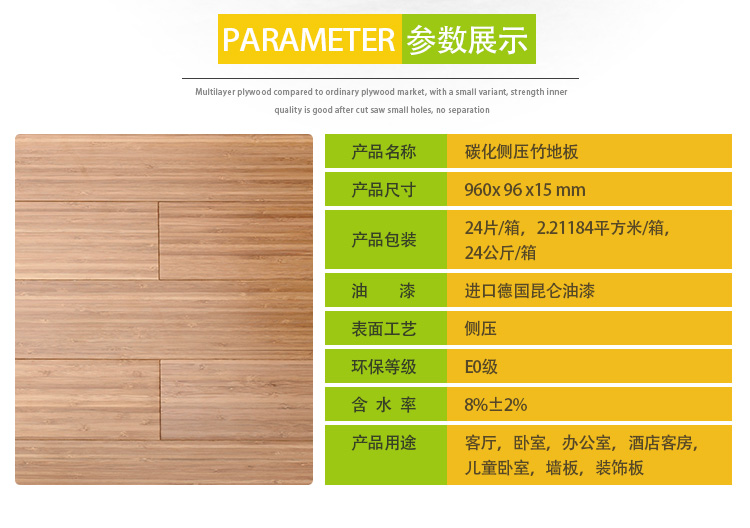 PARAMETER 参数展示
Multilayer plywood compared to ordinary plywood market, with a small variant, strength inner
quality is good after cut saw small holes, no separation
产品名称 碳化侧压竹地板
产品尺寸 960x 96 x15 mm
产品包装 24片/箱，2.21184平方米/箱，
24公斤/箱
油 漆 进口德国昆仑油漆
表面工艺 侧压
环保等级 E0级
含 水 率 8%±2%
产品用途 客厅，卧室，办公室，酒店客房，
儿童卧室，墙板，装饰板